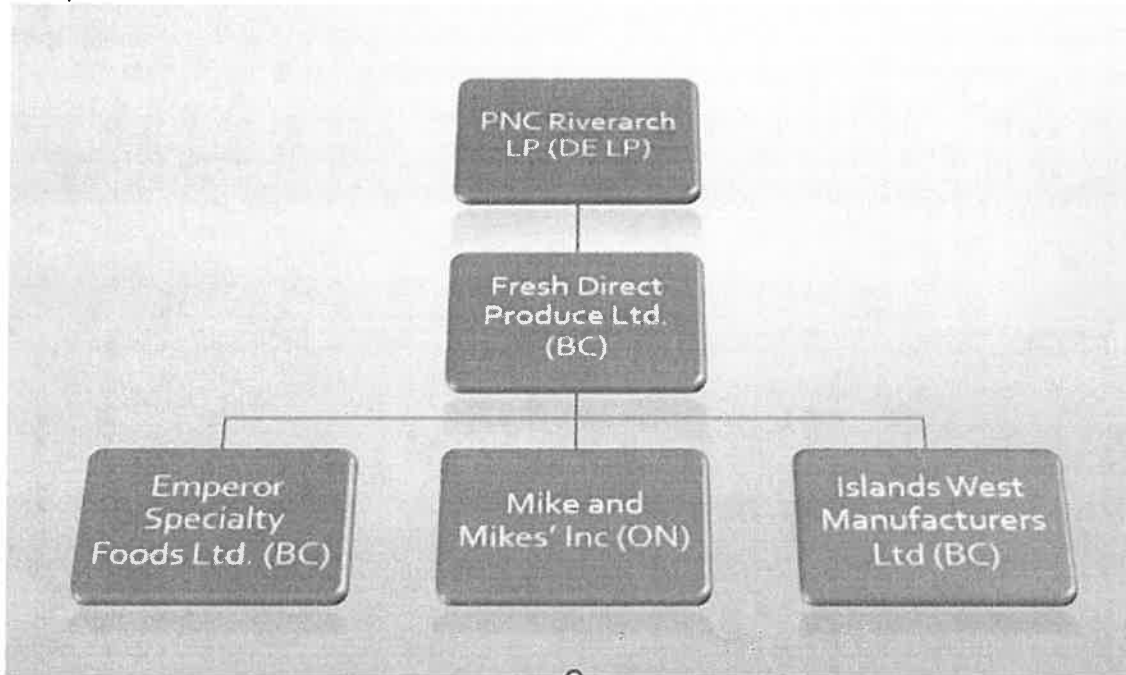 PNC Riverarch
LP (DE LP)
Fresh Direct
Produce Ltd.
(BC)
Emperor
Specialty
Foods Ltd. (BC)
Mike and
Mikes' Inc (ON)
Islands West
Manufacturers
Ltd (BC)